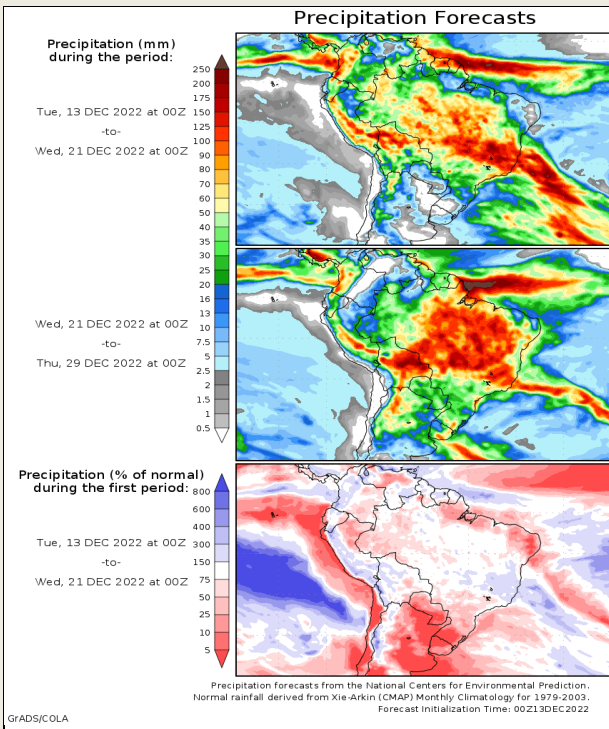 Precipitation Forecasts
Precipitation (mm)
during the period:
Tue, 13 DEC 2022 at 00Z
-to-
Wed, 21 DEC 2022 at 00Z
250
200
175
150
125
100
90
80
70
60
50
40
35
30
25
20
16
13
10
7.5
5
2.5
2
1.5
1
0.5
Wed, 21 DEC 2022 at 00Z
-to-
Thu, 29 DEC 2022 at 00Z
Precipitation (% of normal)
during the first period:
Tue, 13 DEC 2022 at 00Z
-to-
Wed, 21 DEC 2022 at 00Z
800
600
400
300
150
75
50
25
10
5
Precipitation forecasts from the National Centers for Environmental Prediction.
Normal rainfall derived from Xie-Arkin (CMAP) Monthly Climatology for 1979-2003.
Forecast Initialization Time: 00Z13DEC2022
GrADS/COLA